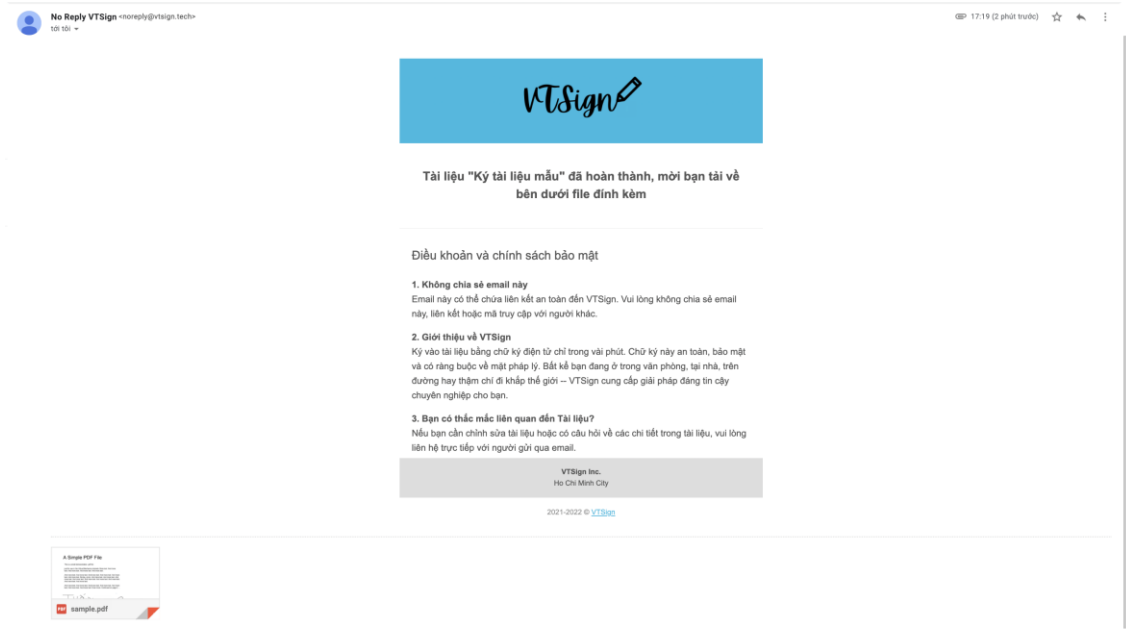 No Reply VTSign <noreply@vtsign.tech>
tới tôi
17:19 (2 phút trước)
VTSign
Tài liệu "Ký tài liệu mẫu" đã hoàn thành, mời bạn tải về
bên dưới file đính kèm
Điều khoản và chính sách bảo mật
1. Không chia sẻ email này
Email này có thể chứa liên kết an toàn đến VTSign. Vui lòng không chia sẻ email
này, liên kết hoặc mã truy cập với người khác.
2. Giới thiệu về VTSign
Ký vào tài liệu bằng chữ ký điện tử chỉ trong vài phút. Chữ ký này an toàn, bảo mật
và có ràng buộc về mặt pháp lý. Bất kể bạn đang ở trong văn phòng, tại nhà, trên
đường hay thậm chí đi khắp thế giới -- VTSign cung cấp giải pháp đáng tin cậy
chuyên nghiệp cho bạn.
3. Bạn có thắc mắc liên quan đến Tài liệu?
Nếu bạn cần chỉnh sửa tài liệu hoặc có câu hỏi về các chi tiết trong tài liệu, vui lòng
liên hệ trực tiếp với người gửi qua email.
VTSign Inc.
Ho Chi Minh City
2021-2022 © VTSign
A Simple PDF File
PDF sample.pdf